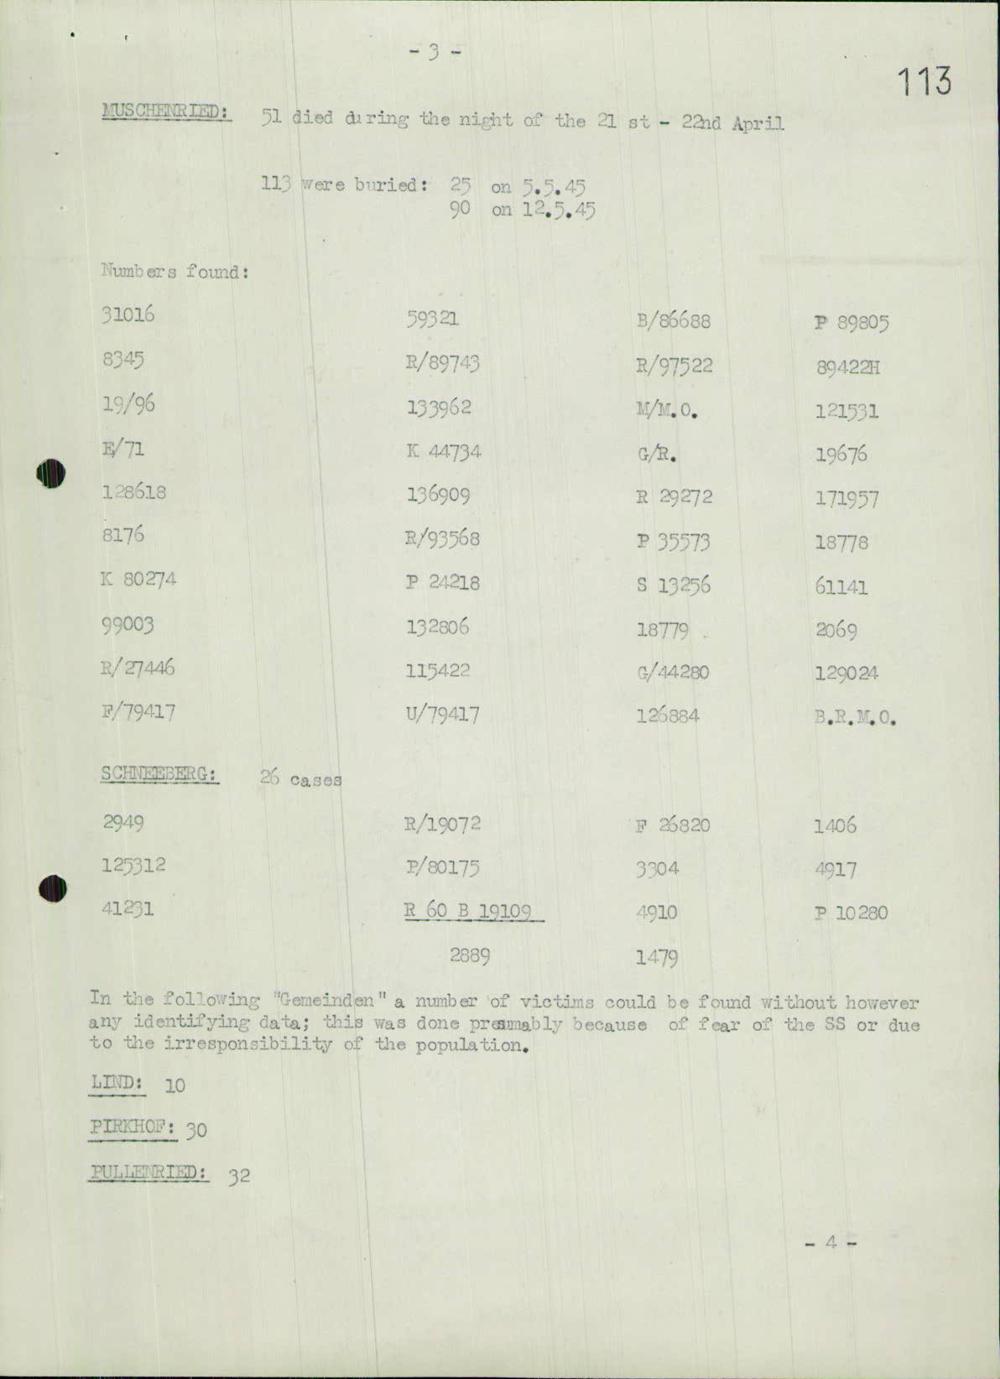 - 3 -
113
MUSCHENRIED: 51 died during the night of the 21 st - 22nd April
113 were buried: 25 on 5.5.45
90 on 12.5.45
Numbers found:
31016 59321 B/86688 P 89805
8345 R/89743 R/97522 89422H
19/96 133962 M/M.O. 121531
E/71 K 44734 G/R. 19676
128618 136909 R 29272 171957
8176 R/93568 P 35573 18778
K 80274 P 24218 S 13256 61141
99003 132806 18779 2069
R/27446 115422 G/44280 129024
F/79417 U/79417 126884 B.R.M.O.
SCHNEEBERG: 26 cases
2949 R/19072 F 26820 1406
125312 P/80175 3304 4917
41231 R 60 B 19109 4910 P 10280
2889 1479
In the following "Gemeinden" a number of victims could be found without however
any identifying data; this was done presumably because of fear of the SS or due
to the irresponsibility of the population.
LIND: 10
PIRKHOF: 30
PULLENRIED: 32
- 4 -